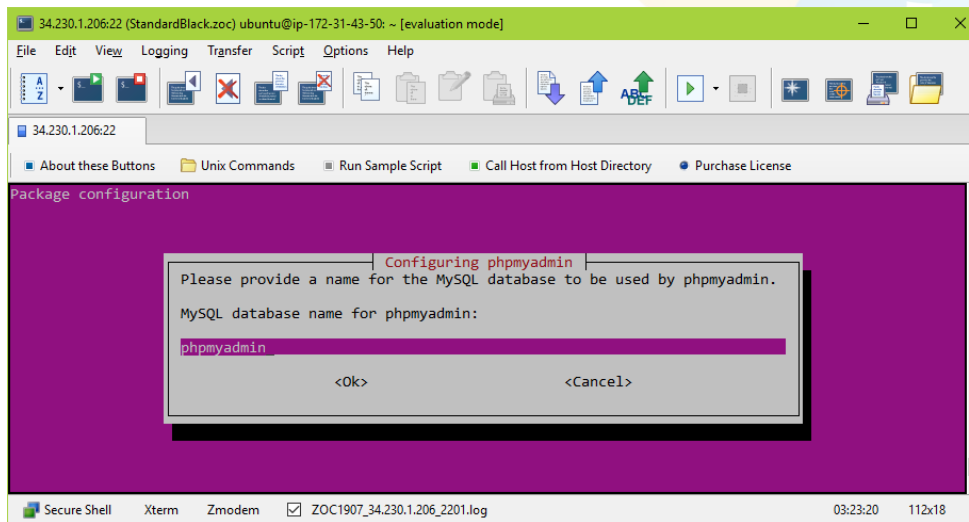 34.230.1.206:22 (StandardBlack.zoc) ubuntu@ip-172-31-43-50: ~ [evaluation mode]
File Edit View Logging Transfer Script Options Help
34.230.1.206:22
About these Buttons Unix Commands Run Sample Script Call Host from Host Directory Purchase License
Package configuration
Configuring phpmyadmin
Please provide a name for the MySQL database to be used by phpmyadmin.
MySQL database name for phpmyadmin:
phpmyadmin
<Ok> <Cancel>
Secure Shell Xterm Zmodem ZOC1907_34.230.1.206_2201.log 03:23:20 112x18